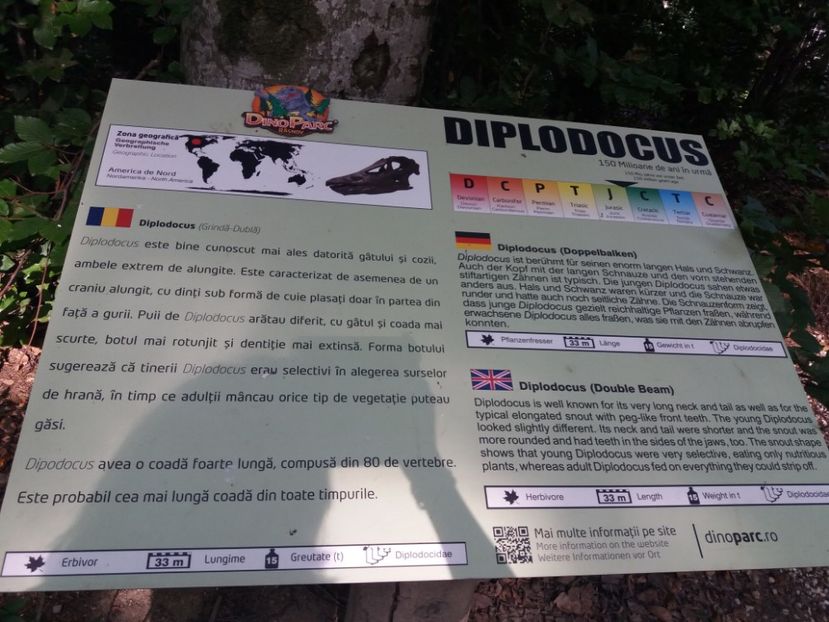 DINOPARC
RÂȘNOV
DIPLODOCUS
150 Milioane de ani în urmă
Zona geografică
Geographische
Verbreitung
Geographic Location
America de Nord
Nordamerika - North America
D C P T J C T C
Devonian Carbonifer Permian Triasic Jurasic Cretacic Terțiar Cuaternar
Diplodocus (Grindă-Dublă)
Diplodocus este bine cunoscut mai ales datorită gâtului și cozii,
ambele extrem de alungite. Este caracterizat de asemenea de un
craniu alungit, cu dinți sub formă de cuie plasați doar în partea din
față a gurii. Puii de Diplodocus arătau diferit, cu gâtul și coada mai
scurte, botul mai rotunjit și dentiție mai extinsă. Forma botului
sugerează că tinerii Diplodocus erau selectivi în alegerea surselor
de hrană, în timp ce adulții mâncau orice tip de vegetație puteau
găsi.
Dipodocus avea o coadă foarte lungă, compusă din 80 de vertebre.
Este probabil cea mai lungă coadă din toate timpurile.
Erbivor 33 m Lungime 15 Greutate (t) Diplodocidae
Diplodocus (Doppelbalken)
Diplodocus ist berühmt für seinen enorm langen Hals und Schwanz.
Auch der Kopf mit der langen Schnauze und den vorn stehenden
stiftartigen Zähnen ist typisch. Die jungen Diplodocus sahen etwas
anders aus. Hals und Schwanz waren kürzer und die Schnauze war
runder und hatte auch noch seitliche Zähne. Die Schnauzenform zeigt,
dass junge Diplodocus gezielt reichhaltige Pflanzen fraßen, während
erwachsene Diplodocus alles fraßen, was sie mit den Zähnen abrupfen
konnten.
Pflanzenfresser 33 m Länge 15 Gewicht in t Diplodocidae
Diplodocus (Double Beam)
Diplodocus is well known for its very long neck and tail as well as for the
typical elongated snout with peg-like front teeth. The young Diplodocus
looked slightly different. Its neck and tail were shorter and the snout was
more rounded and had teeth in the sides of the jaws, too. The snout shape
shows that young Diplodocus were very selective, eating only nutritious
plants, whereas adult Diplodocus fed on everything they could strip off.
Herbivore 33 m Length 15 Weight in t Diplodocidae
Mai multe informații pe site
More information on the website
Weitere Informationen vor Ort
dinoparc.ro